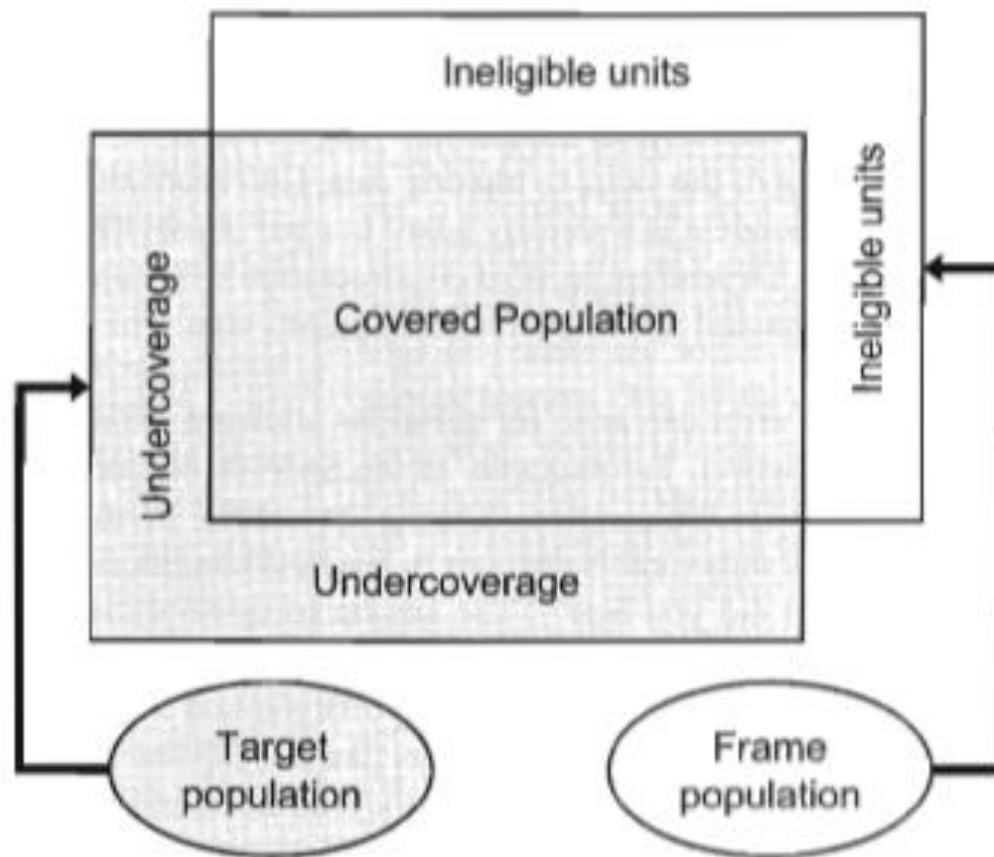 Ineligible units
Ineligible units
Undercoverage
Covered Population
Undercoverage
Target
population
Frame
population